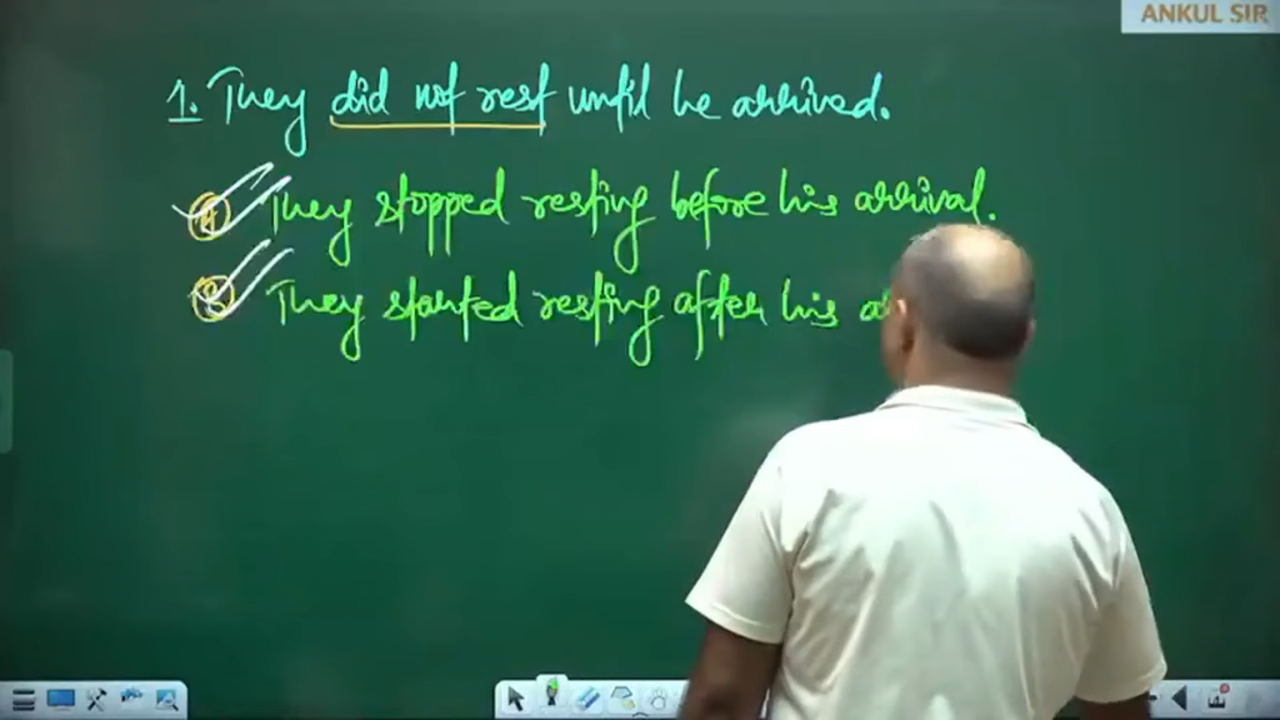 ANKUL SIR
1. They did not rest until he arrived.
A They stopped resting before his arrival.
B They started resting after his